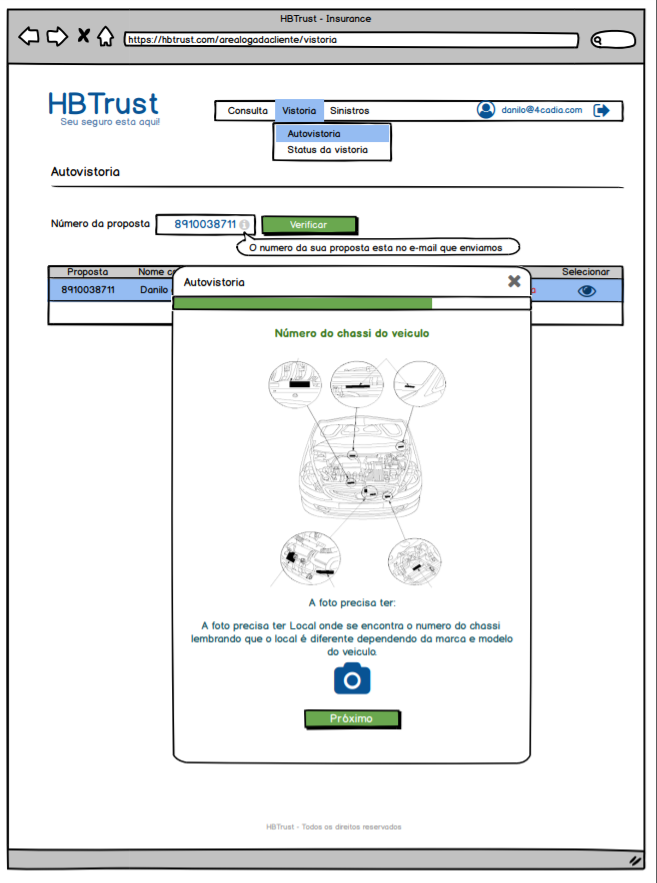 HBTrust - Insurance
https://hbtrust.com/arealogadacliente/vistoria
HBTrust
Seu seguro esta aqui!
Consulta Vistoria Sinistros danilo@4cadia.com
Autovistoria
Status da vistoria
Autovistoria
Número da proposta 8910038711 Verificar
O numero da sua proposta esta no e-mail que enviamos
Proposta Nome Selecionar
8910038711 Danilo
Autovistoria
Número do chassi do veiculo
A foto precisa ter:
A foto precisa ter Local onde se encontra o numero do chassi
lembrando que o local é diferente dependendo da marca e modelo
do veiculo.
Próximo
HBTrust - Todos os direitos reservados